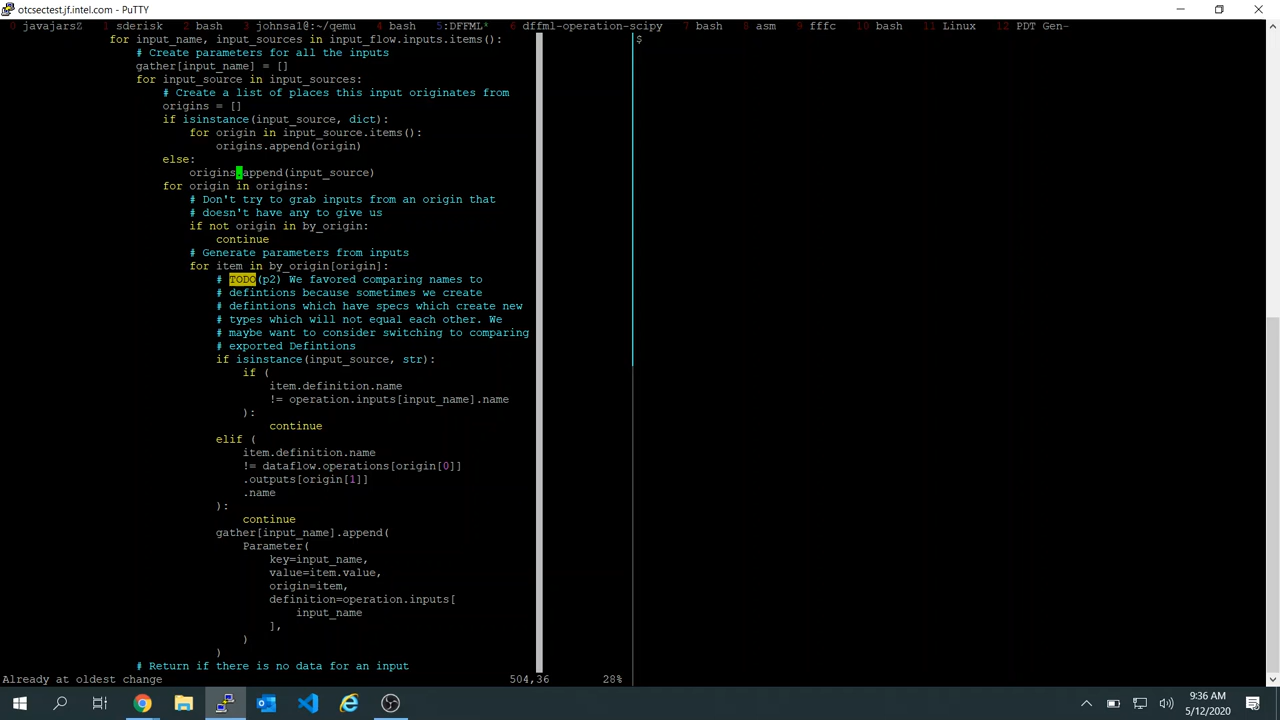 otcsectest.jf.intel.com - PuTTY
0 javajarsZ 1 sderisk 2 bash 3 johnsa1@:~/qemu 4 bash 5:DFFML* 6 dffml-operation-scipy 7 bash 8 asm 9 fffc 10 bash 11 Linux 12 PDT Gen-
for input_name, input_sources in input_flow.inputs.items():
# Create parameters for all the inputs
gather[input_name] = []
for input_source in input_sources:
# Create a list of places this input originates from
origins = []
if isinstance(input_source, dict):
for origin in input_source.items():
origins.append(origin)
else:
origins.append(input_source)
for origin in origins:
# Don't try to grab inputs from an origin that
# doesn't have any to give us
if not origin in by_origin:
continue
# Generate parameters from inputs
for item in by_origin[origin]:
# TODO(p2) We favored comparing names to
# defintions because sometimes we create
# defintions which have specs which create new
# types which will not equal each other. We
# maybe want to consider switching to comparing
# exported Defintions
if isinstance(input_source, str):
if (
item.definition.name
!= operation.inputs[input_name].name
):
continue
elif (
item.definition.name
!= dataflow.operations[origin[0]]
.outputs[origin[1]]
.name
):
continue
gather[input_name].append(
Parameter(
key=input_name,
value=item.value,
origin=item,
definition=operation.inputs[
input_name
],
)
)
# Return if there is no data for an input
Already at oldest change 504,36 28%
$
9:36 AM
5/12/2020